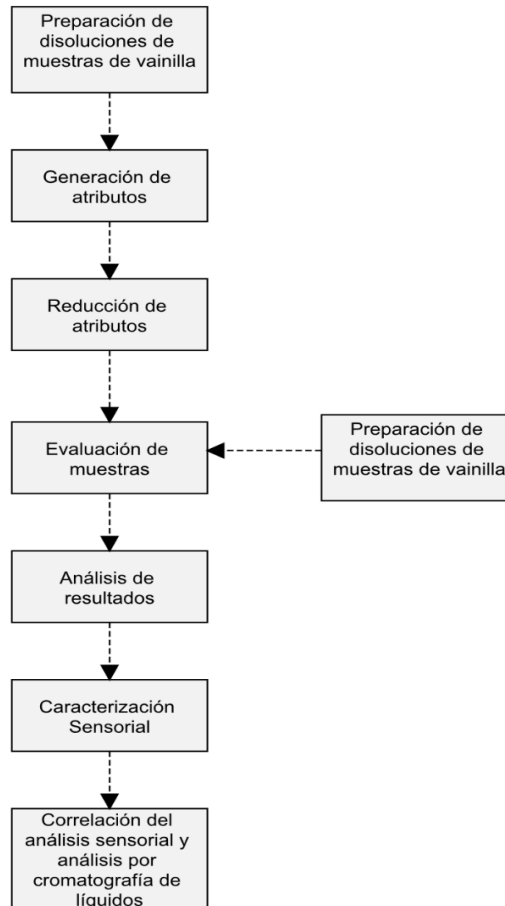 Preparación de
disoluciones de
muestras de vainilla
Generación de
atributos
Reducción de
atributos
Evaluación de
muestras
Preparación de
disoluciones de
muestras de vainilla
Análisis de
resultados
Caracterización
Sensorial
Correlación del
análisis sensorial y
análisis por
cromatografía de
líquidos